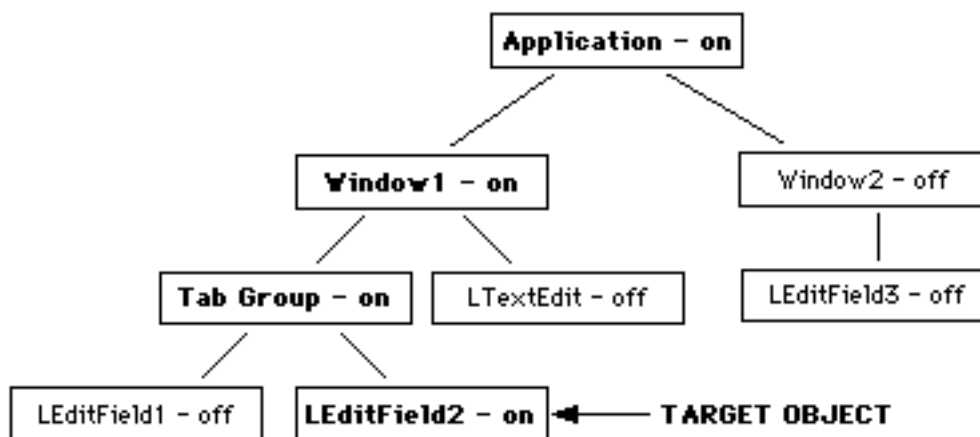 Application – on
Window1 – on
Window2 – off
Tab Group – on
LTextEdit – off
LEditField3 – off
LEditField1 – off
LEditField2 – on
TARGET OBJECT